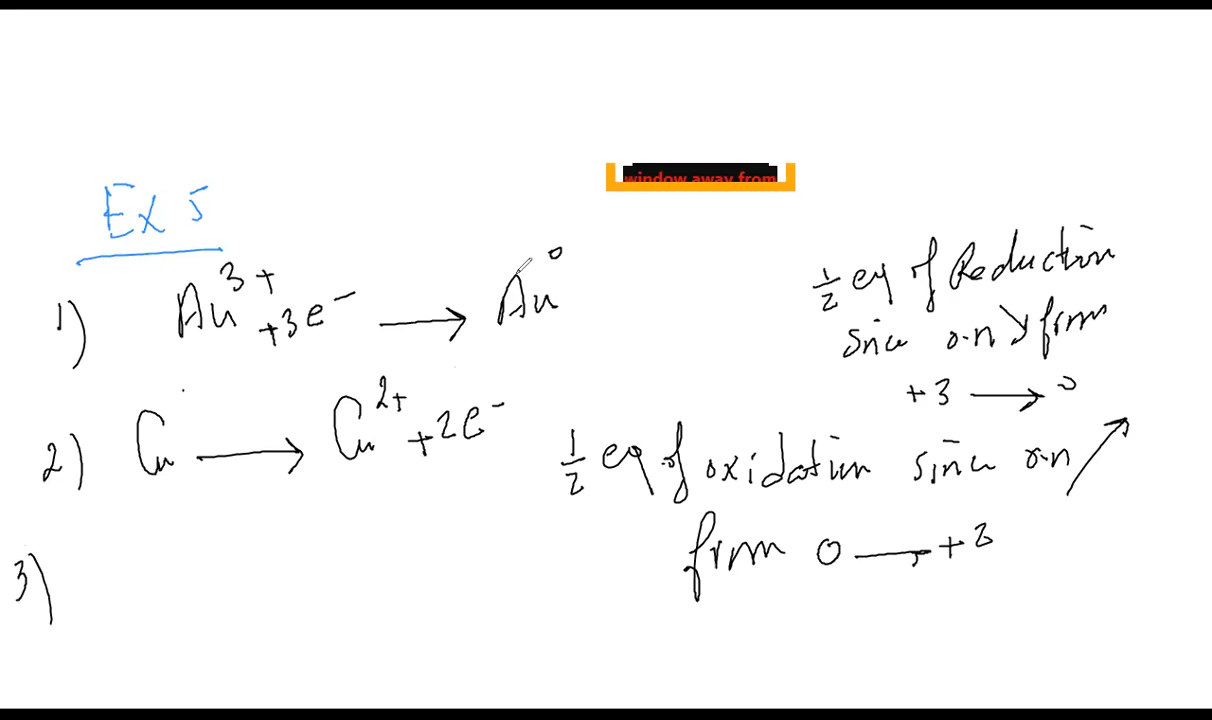 window away from
Ex 5
1) Au³⁺ +3e⁻ ⟶ Au⁰
½ eq of Reduction
since o.n ↘ from
+3 ⟶ 0
2) Cu ⟶ Cu²⁺ +2e⁻
½ eq of oxidation since o.n ↗
from 0 ⟶ +2
3)